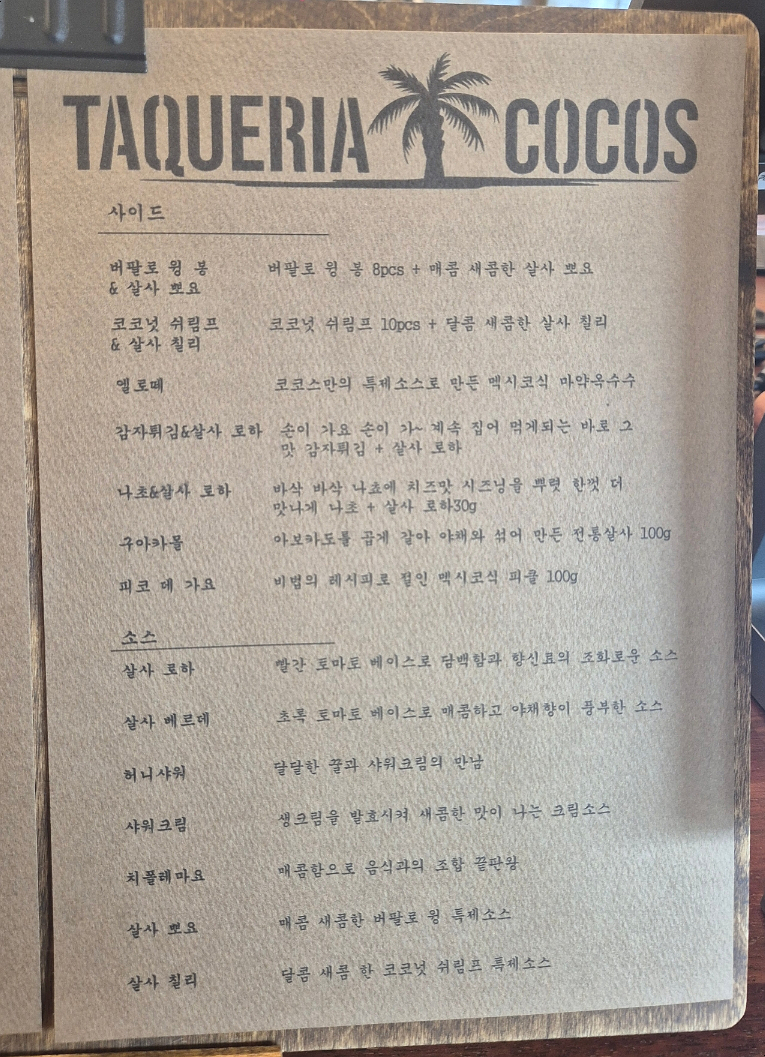 TAQUERIA COCOS
사이드
버팔로 윙 봉 버팔로 윙 봉 8pcs + 매콤 새콤한 살사 뽀요
& 살사 뽀요
코코넛 쉬림프 코코넛 쉬림프 10pcs + 달콤 새콤한 살사 칠리
& 살사 칠리
엘로떼 코코스만의 특제소스로 만든 멕시코식 마약옥수수
감자튀김&살사 로하 손이 가요 손이 가~ 계속 집어 먹게되는 바로 그
맛 감자튀김 + 살사 로하
나초&살사 로하 바삭 바삭 나쵸에 치즈맛 시즈닝을 뿌렷 한껏 더
맛나게 나초 + 살사 로하30g
구아카몰 아보카도를 곱게 갈아 야채와 섞어 만든 전통살사 100g
피코 데 가요 비법의 레시피로 절인 멕시코식 피클 100g
소스
살사 로하 빨간 토마토 베이스로 담백함과 향신료의 조화로운 소스
살사 베르데 초록 토마토 베이스로 매콤하고 야채향이 풍부한 소스
허니샤워 달달한 꿀과 샤워크림의 만남
샤워크림 생크림을 발효시켜 새콤한 맛이 나는 크림소스
치폴레마요 매콤함으로 음식과의 조합 끝판왕
살사 뽀요 매콤 새콤한 버팔로 윙 특제소스
살사 칠리 달콤 새콤 한 코코넛 쉬림프 특제소스